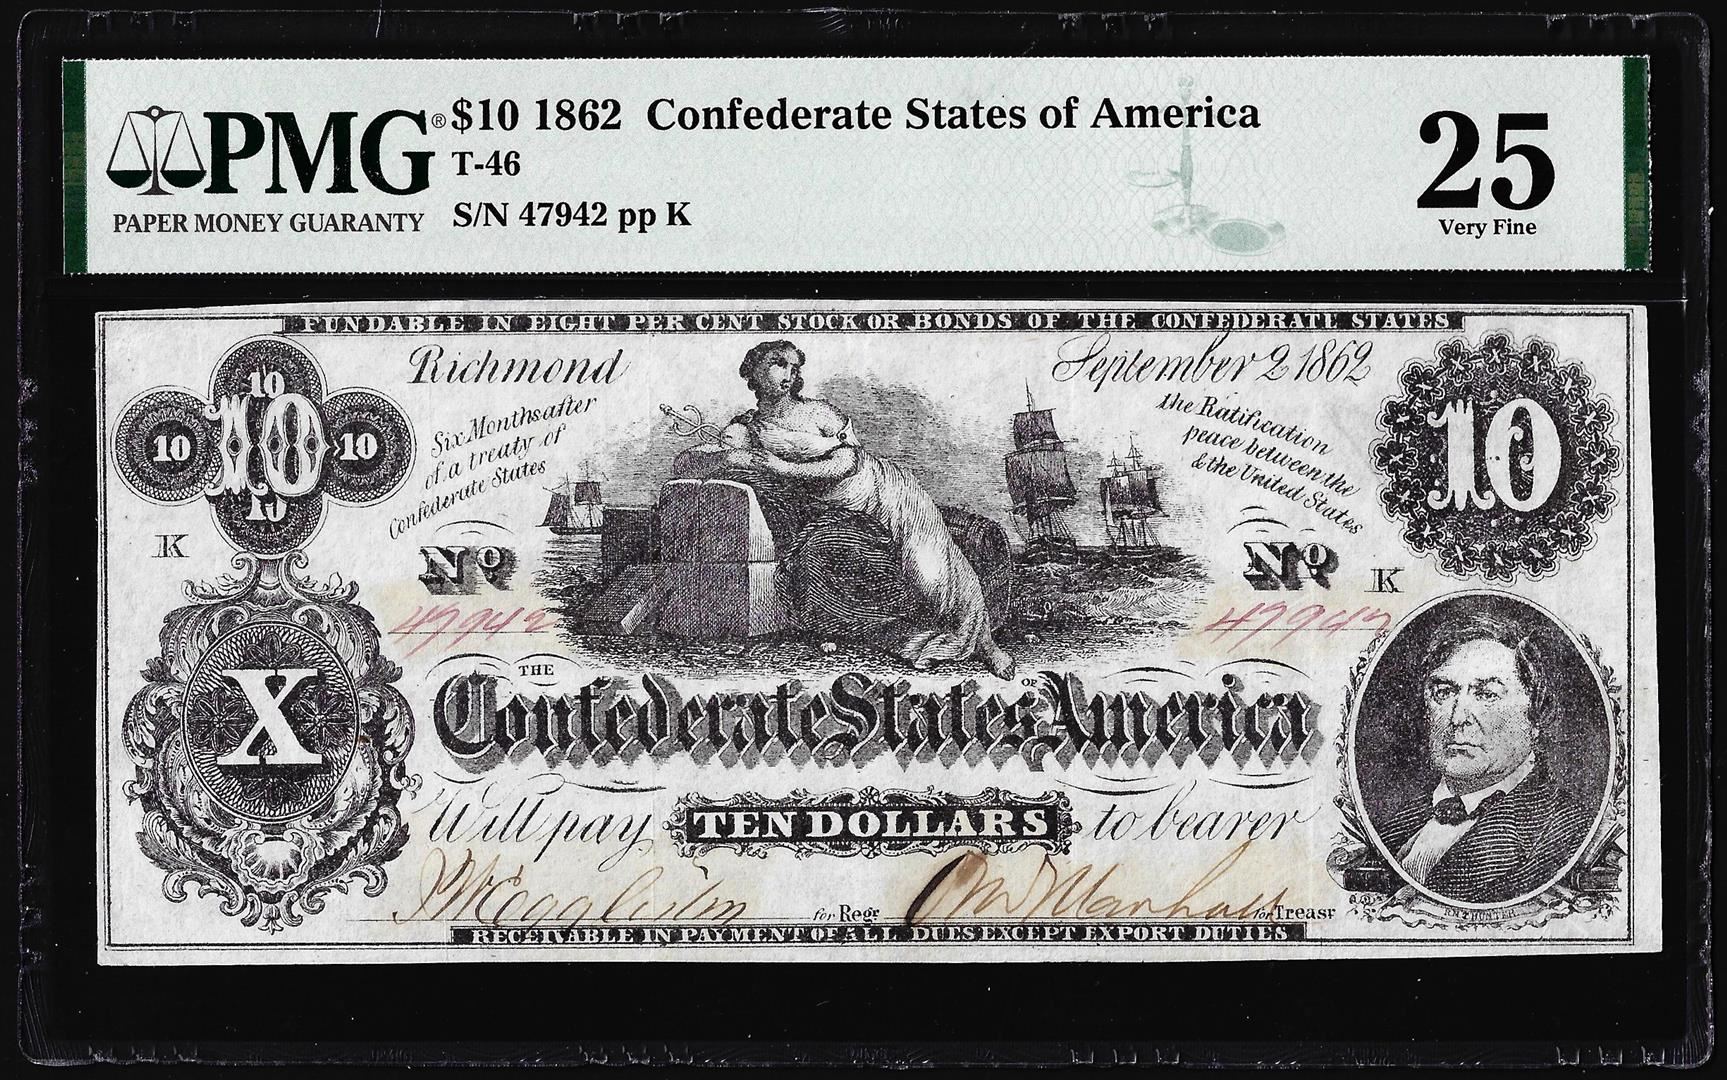 PMG® $10 1862 Confederate States of America
T-46
PAPER MONEY GUARANTY S/N 47942 pp K
25
Very Fine
FUNDABLE IN EIGHT PER CENT STOCK OR BONDS OF THE CONFEDERATE STATES
Richmond September 2 1862
Six Months after
of a treaty of
Confederate States
the Ratification
peace between the
& the United States
10
10 10 10
10
10
K
K
No
No
47942
47942
THE
Confederate States OF America
X
Will pay TEN DOLLARS to bearer
for Regr
for Treasr
R.M.T. HUNTER
RECEIVABLE IN PAYMENT OF ALL DUES EXCEPT EXPORT DUTIES